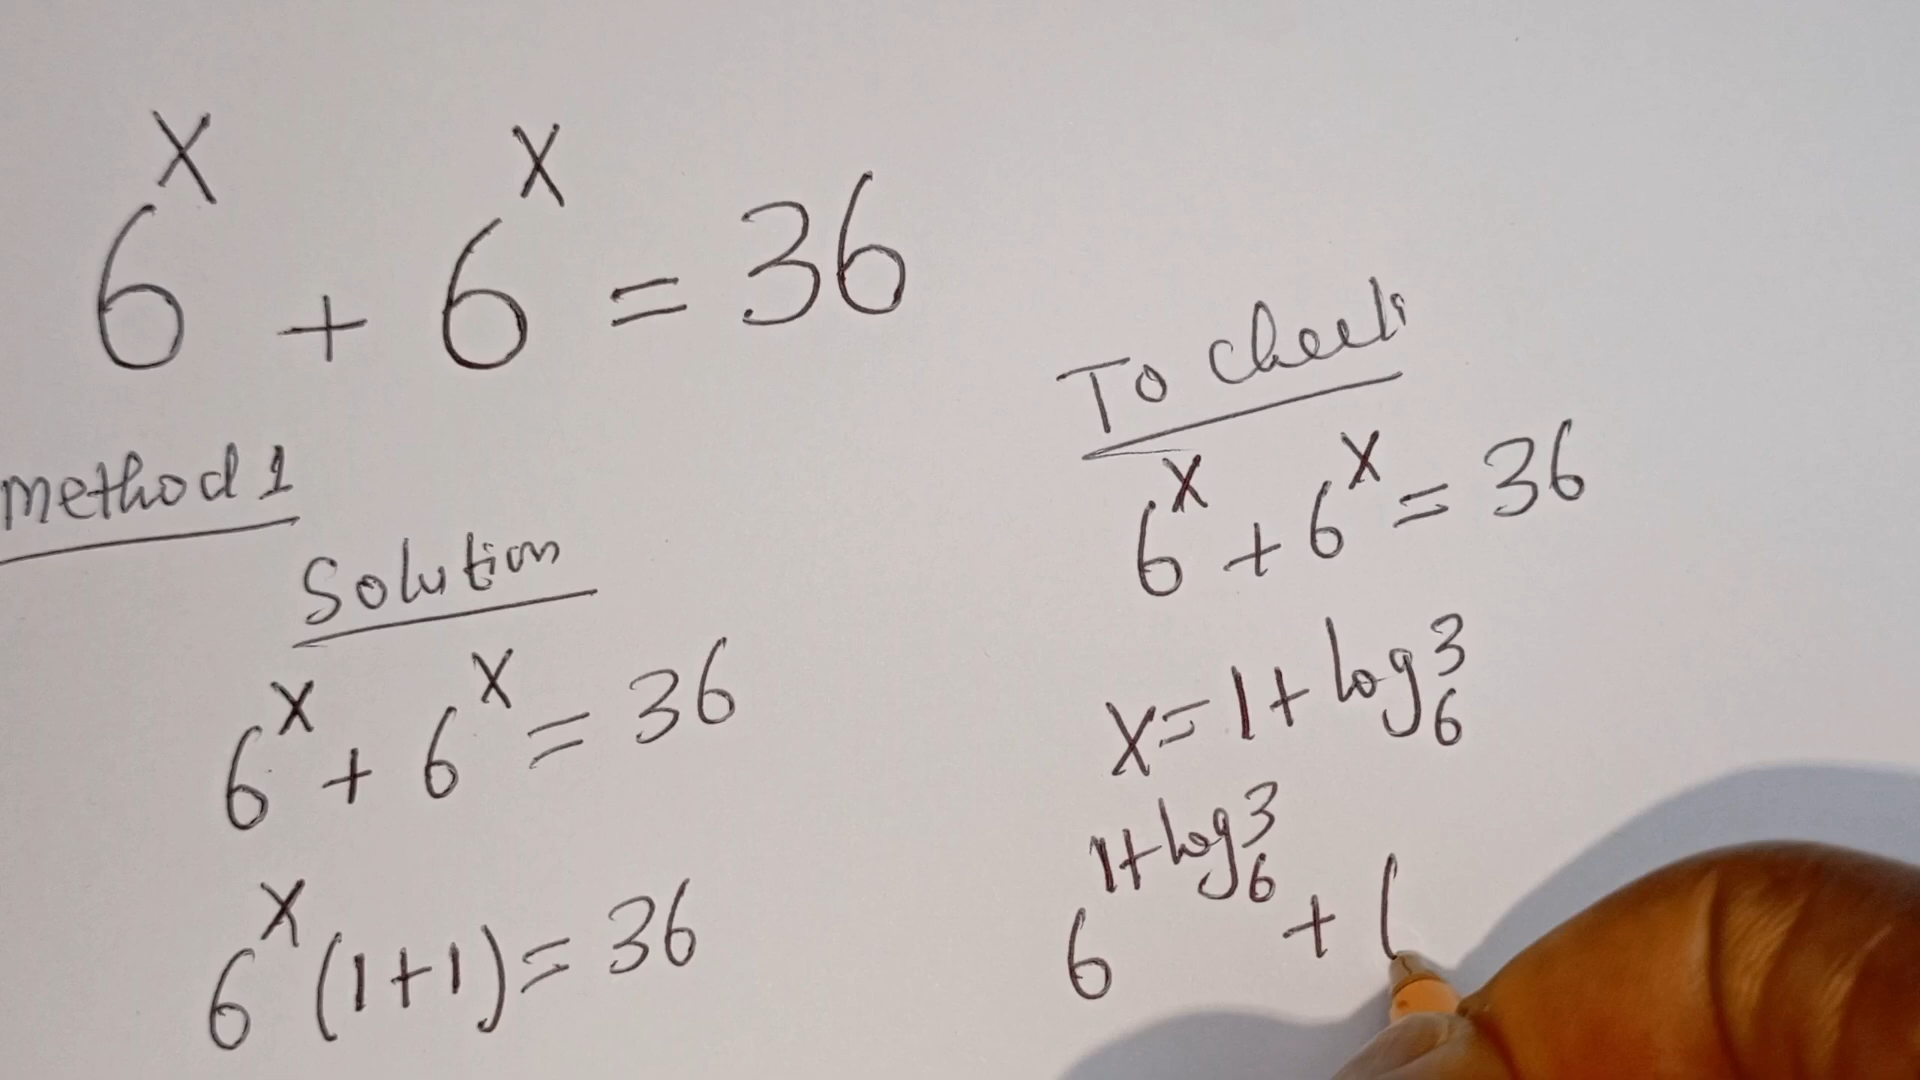 6^x + 6^x = 36
Method 1
Solution
6^x + 6^x = 36
6^x (1+1) = 36
To check
6^x + 6^x = 36
x = 1 + log_6^3
6^(1+log_6^3) + (